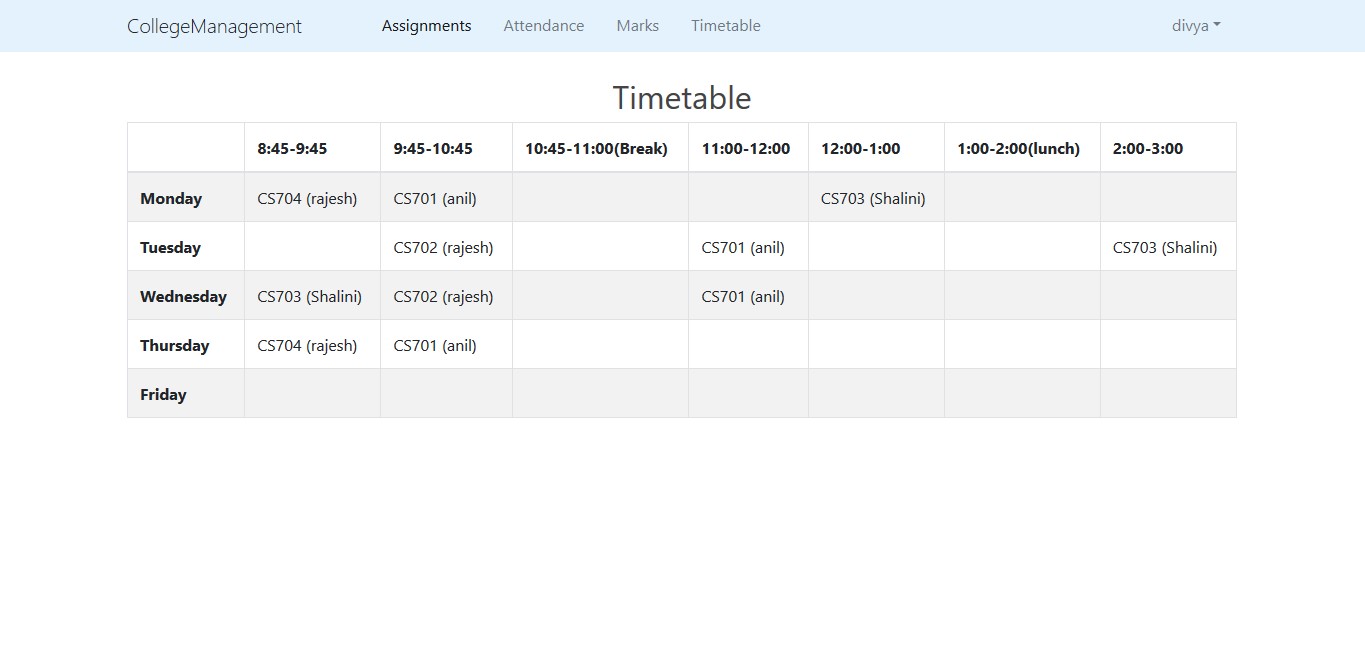 CollegeManagement Assignments Attendance Marks Timetable divya
Timetable
8:45-9:45 9:45-10:45 10:45-11:00(Break) 11:00-12:00 12:00-1:00 1:00-2:00(lunch) 2:00-3:00
Monday CS704 (rajesh) CS701 (anil) CS703 (Shalini)
Tuesday CS702 (rajesh) CS701 (anil) CS703 (Shalini)
Wednesday CS703 (Shalini) CS702 (rajesh) CS701 (anil)
Thursday CS704 (rajesh) CS701 (anil)
Friday